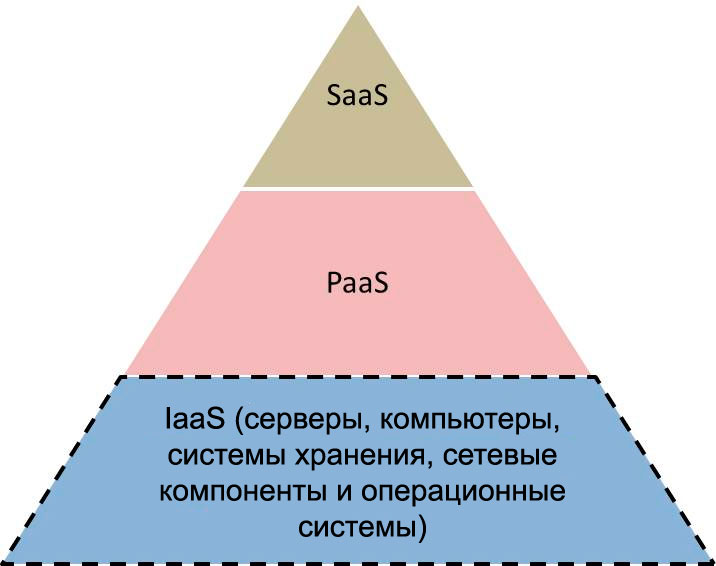 SaaS
PaaS
IaaS (серверы, компьютеры,
системы хранения, сетевые
компоненты и операционные
системы)